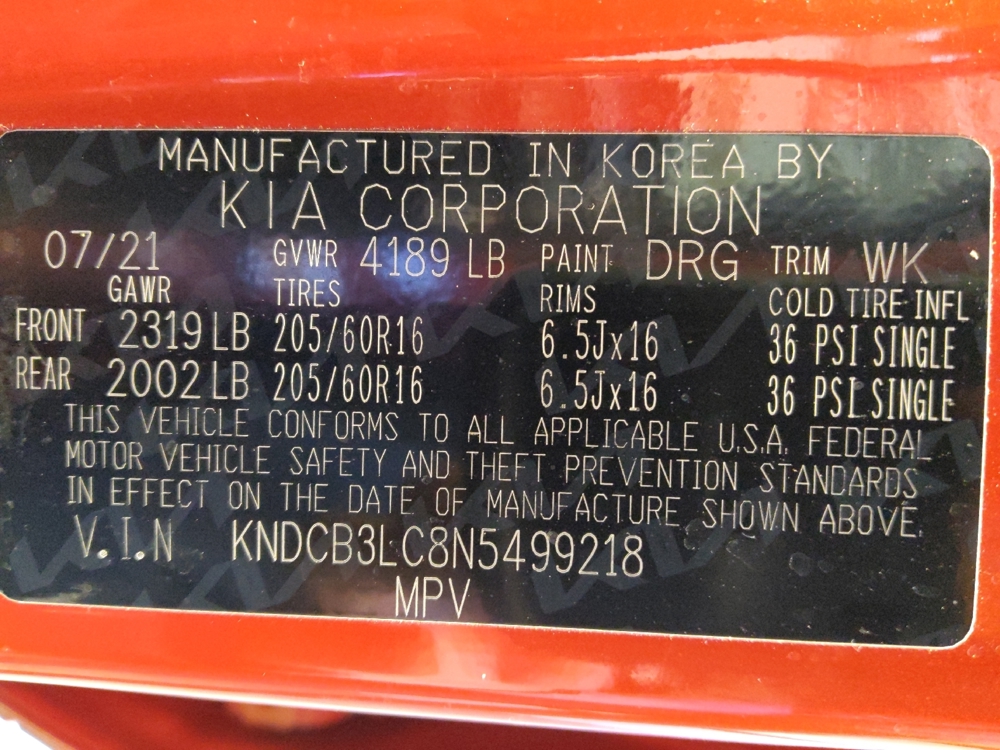 MANUFACTURED IN KOREA BY
KIA CORPORATION
07/21 GVWR 4189 LB PAINT DRG TRIM WK
GAWR TIRES RIMS COLD TIRE INFL
FRONT 2319 LB 205/60R16 6.5Jx16 36 PSI SINGLE
REAR 2002 LB 205/60R16 6.5Jx16 36 PSI SINGLE
THIS VEHICLE CONFORMS TO ALL APPLICABLE U.S.A. FEDERAL
MOTOR VEHICLE SAFETY AND THEFT PREVENTION STANDARDS
IN EFFECT ON THE DATE OF MANUFACTURE SHOWN ABOVE.
V.I.N KNDCB3LC8N5499218
MPV